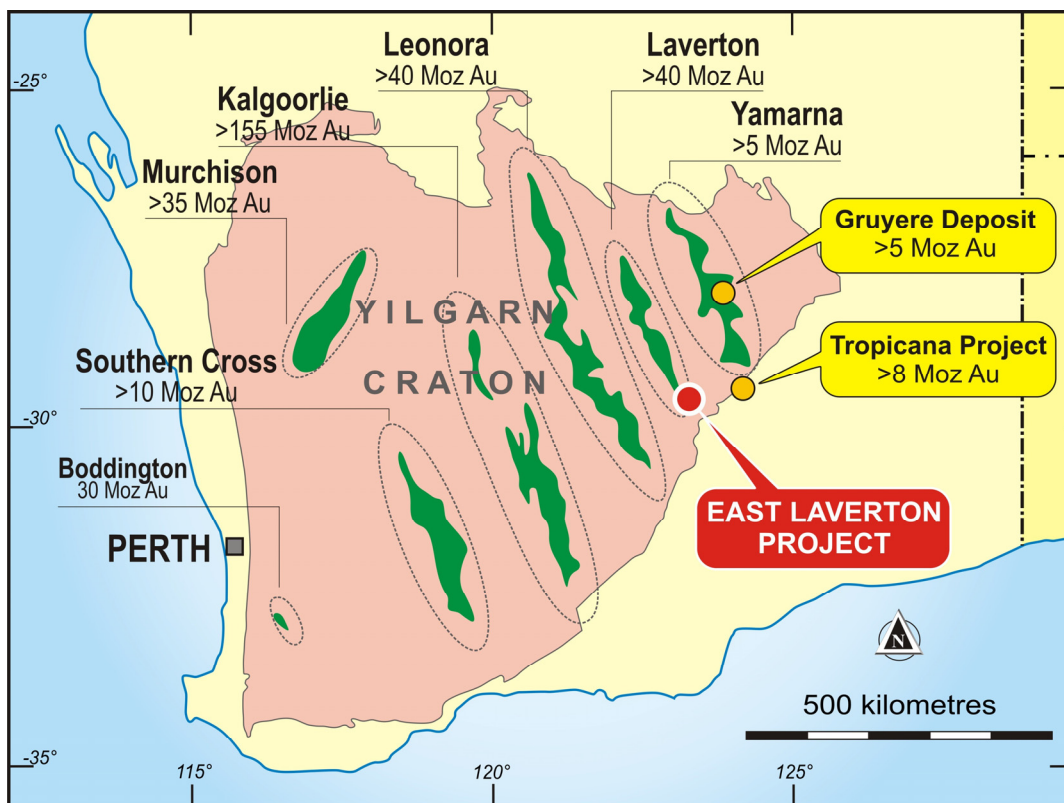 Leonora
>40 Moz Au
Laverton
>40 Moz Au
Kalgoorlie
>155 Moz Au
Yamarna
>5 Moz Au
Murchison
>35 Moz Au
Gruyere Deposit
>5 Moz Au
YILGARN
CRATON
Southern Cross
>10 Moz Au
Tropicana Project
>8 Moz Au
Boddington
30 Moz Au
EAST LAVERTON
PROJECT
PERTH
N
500 kilometres
-25°
-30°
-35°
115°
120°
125°